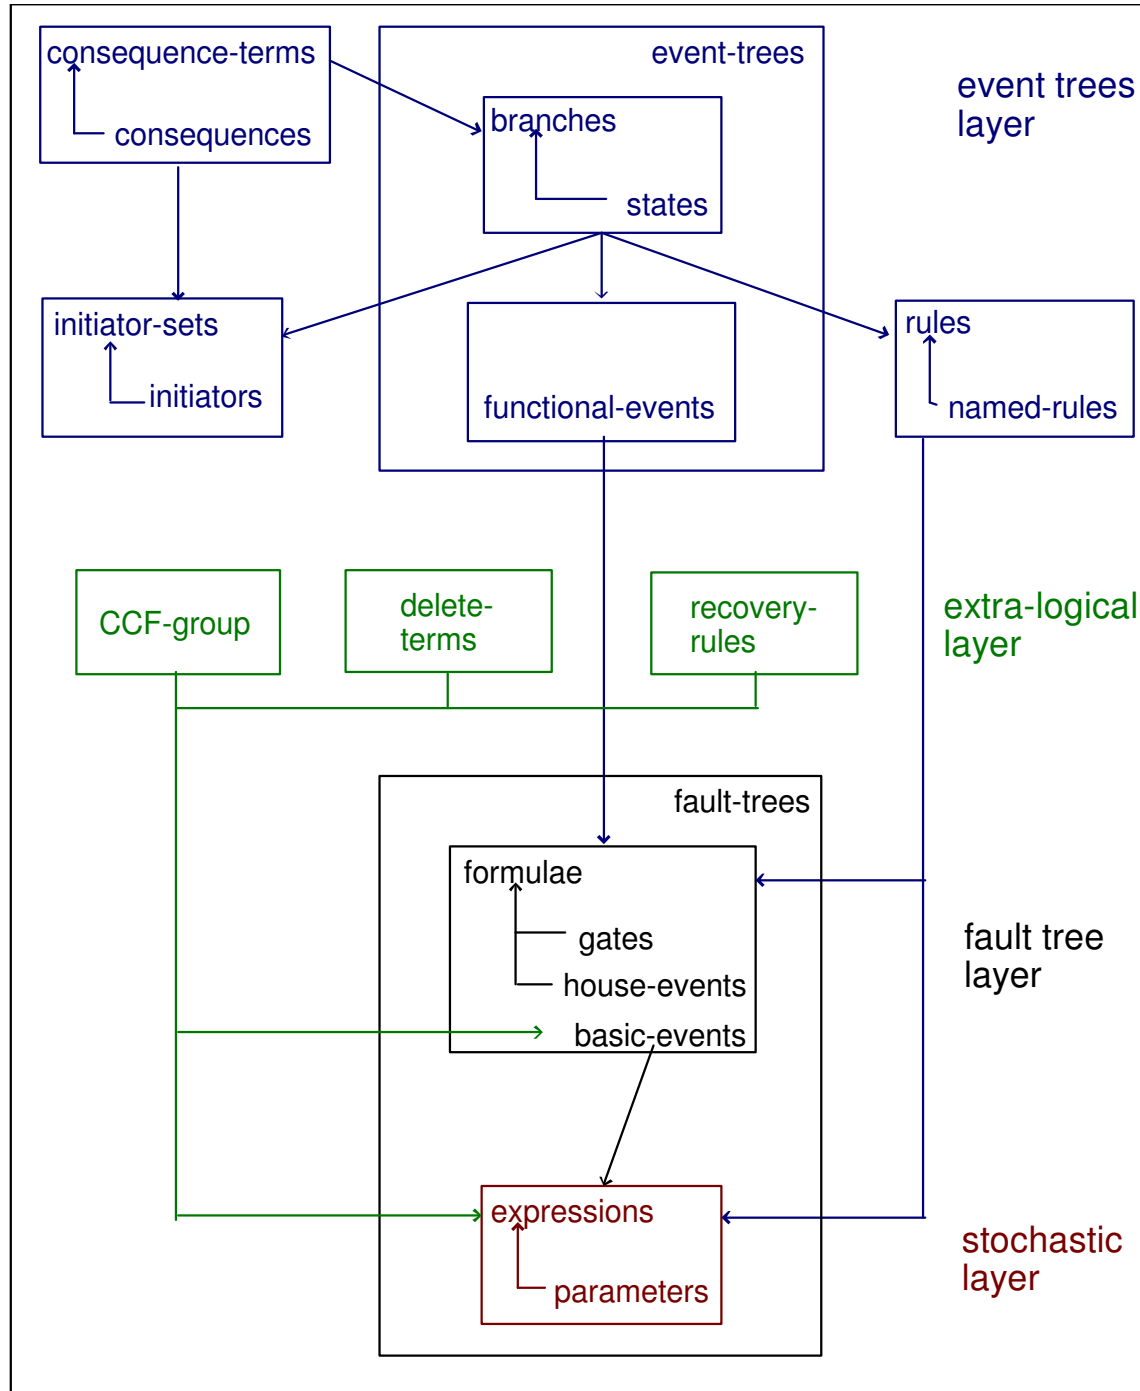 consequence-terms
consequences
event-trees
branches
states
event trees
layer
initiator-sets
initiators
functional-events
rules
named-rules
CCF-group
delete-
terms
recovery-
rules
extra-logical
layer
fault-trees
formulae
gates
house-events
basic-events
fault tree
layer
expressions
parameters
stochastic
layer